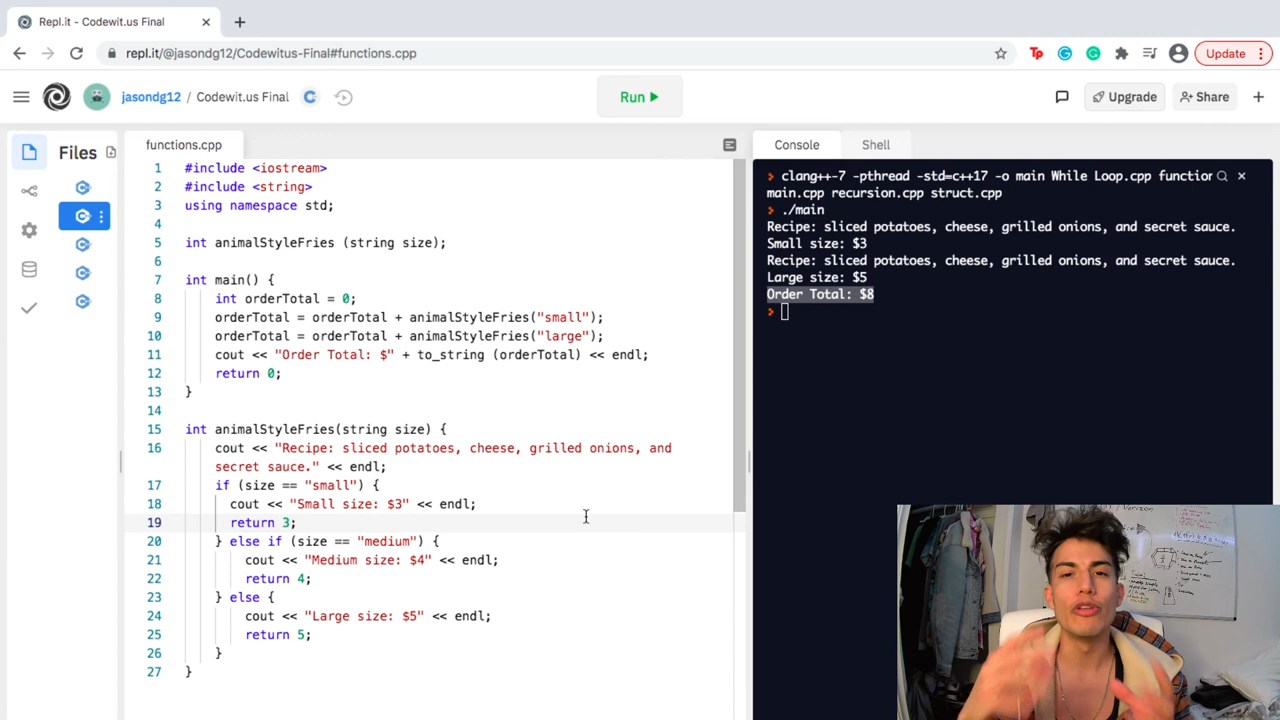 Repl.it - Codewit.us Final
repl.it/@jasondg12/Codewitus-Final#functions.cpp
Update
jasondg12 / Codewit.us Final
Run
Upgrade
Share
Files
functions.cpp
1 #include <iostream>
2 #include <string>
3 using namespace std;
4
5 int animalStyleFries (string size);
6
7 int main() {
8 int orderTotal = 0;
9 orderTotal = orderTotal + animalStyleFries("small");
10 orderTotal = orderTotal + animalStyleFries("large");
11 cout << "Order Total: $" + to_string (orderTotal) << endl;
12 return 0;
13 }
14
15 int animalStyleFries(string size) {
16 cout << "Recipe: sliced potatoes, cheese, grilled onions, and
secret sauce." << endl;
17 if (size == "small") {
18 cout << "Small size: $3" << endl;
19 return 3;
20 } else if (size == "medium") {
21 cout << "Medium size: $4" << endl;
22 return 4;
23 } else {
24 cout << "Large size: $5" << endl;
25 return 5;
26 }
27 }
Console Shell
clang++-7 -pthread -std=c++17 -o main While Loop.cpp function
main.cpp recursion.cpp struct.cpp
./main
Recipe: sliced potatoes, cheese, grilled onions, and secret sauce.
Small size: $3
Recipe: sliced potatoes, cheese, grilled onions, and secret sauce.
Large size: $5
Order Total: $8